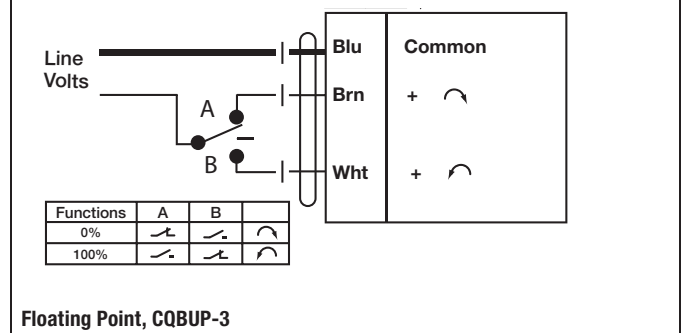 Line
Volts
Blu Common
Brn +
Wht +
A
B
Functions A B
0%
100%
Floating Point, CQBUP-3